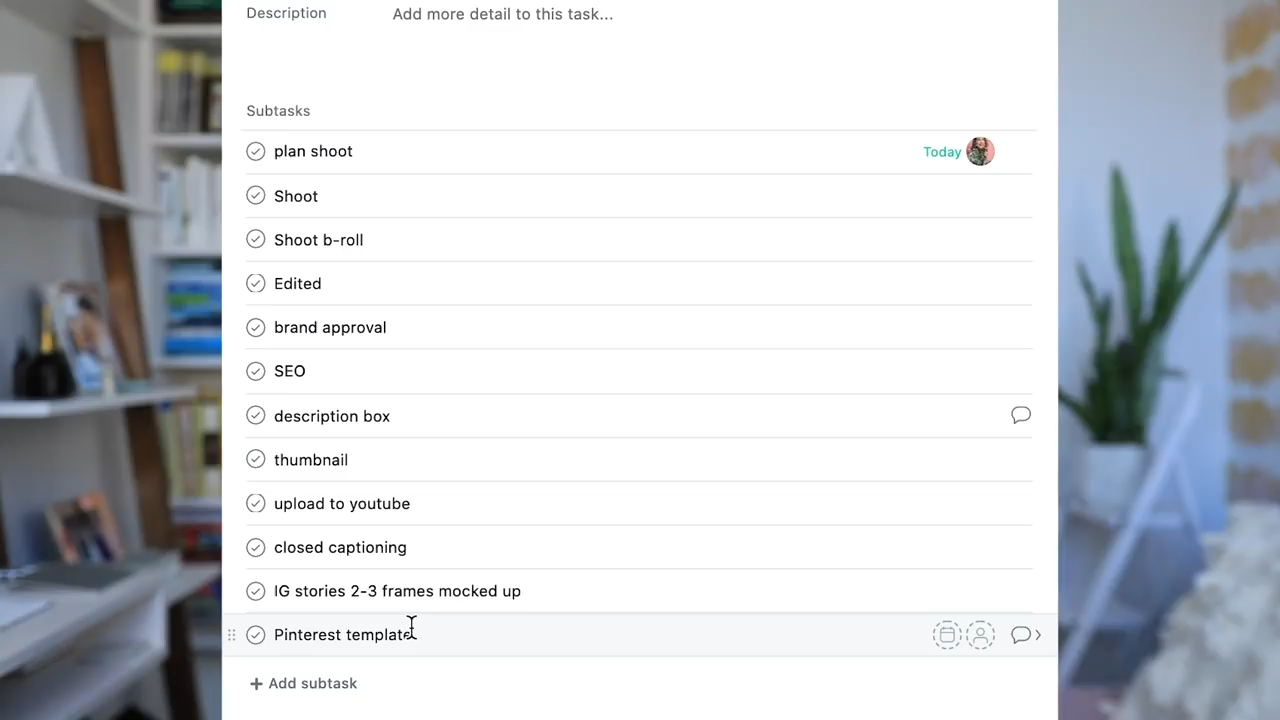 Description
Add more detail to this task...
Subtasks
plan shoot
Today
Shoot
Shoot b-roll
Edited
brand approval
SEO
description box
thumbnail
upload to youtube
closed captioning
IG stories 2-3 frames mocked up
Pinterest template
+ Add subtask